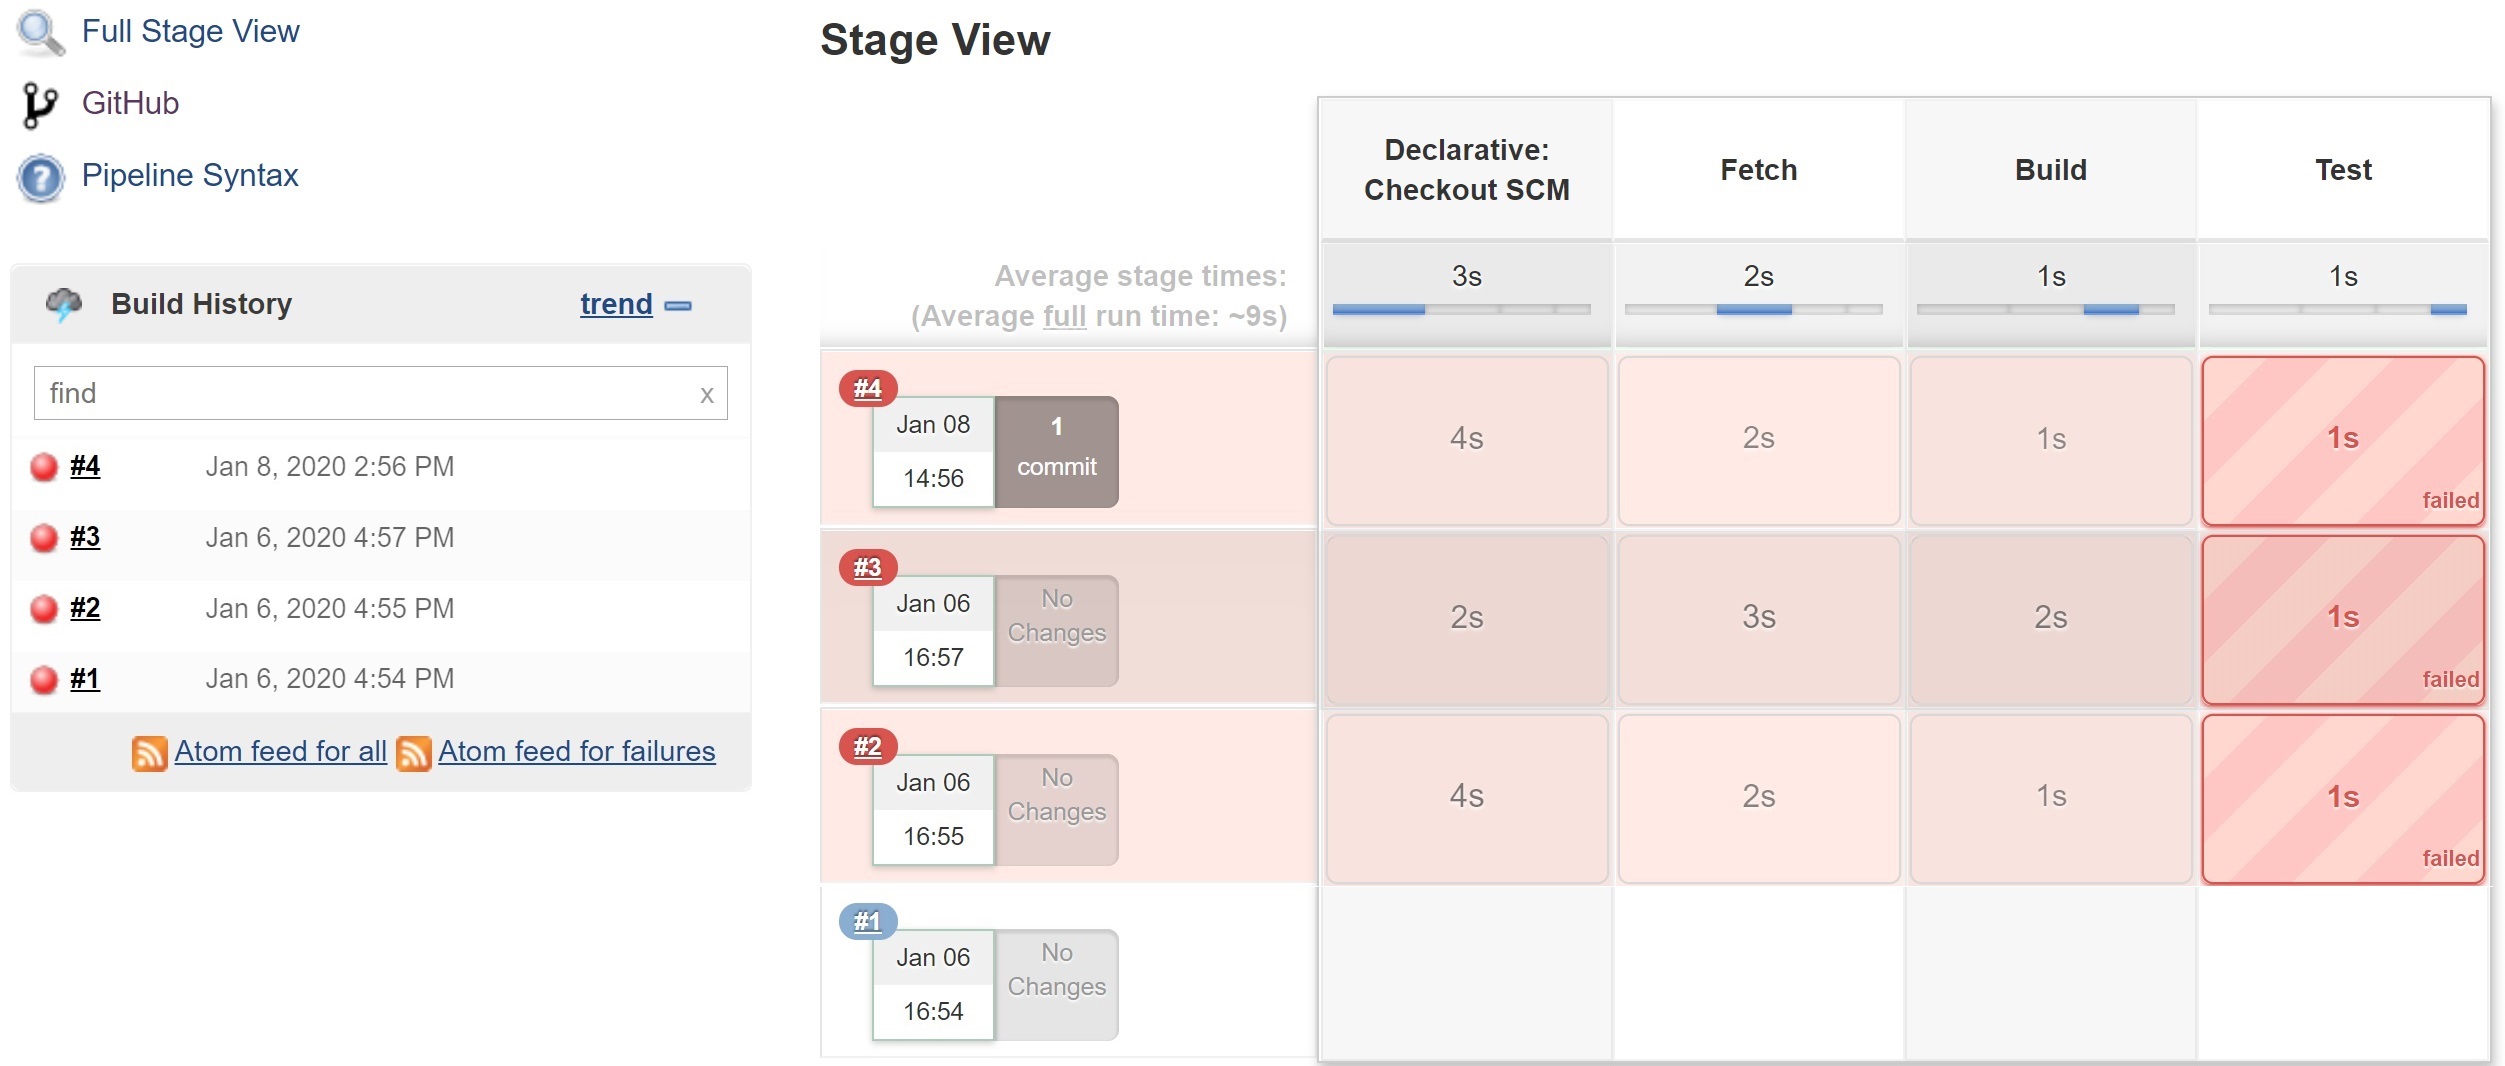 Full Stage View
GitHub
Pipeline Syntax
Build History
trend
find
x
#4 Jan 8, 2020 2:56 PM
#3 Jan 6, 2020 4:57 PM
#2 Jan 6, 2020 4:55 PM
#1 Jan 6, 2020 4:54 PM
Atom feed for all Atom feed for failures
Stage View
Declarative:
Checkout SCM
Fetch
Build
Test
Average stage times:
(Average full run time: ~9s)
3s
2s
1s
1s
#4
Jan 08
14:56
1
commit
4s
2s
1s
1s
failed
#3
Jan 06
16:57
No
Changes
2s
3s
2s
1s
failed
#2
Jan 06
16:55
No
Changes
4s
2s
1s
1s
failed
#1
Jan 06
16:54
No
Changes